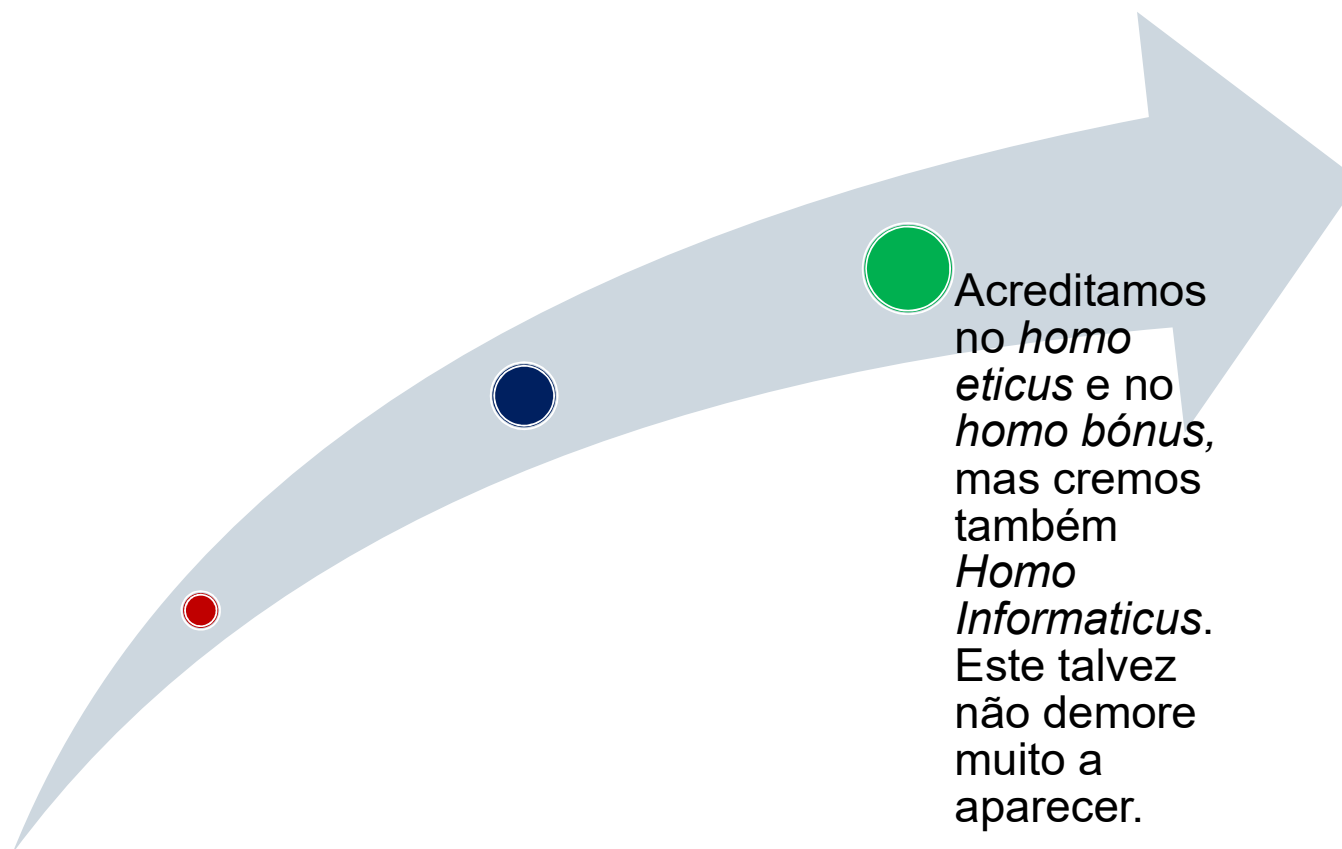 Acreditamos
no homo
eticus e no
homo bónus,
mas cremos
também
Homo
Informaticus.
Este talvez
não demore
muito a
aparecer.